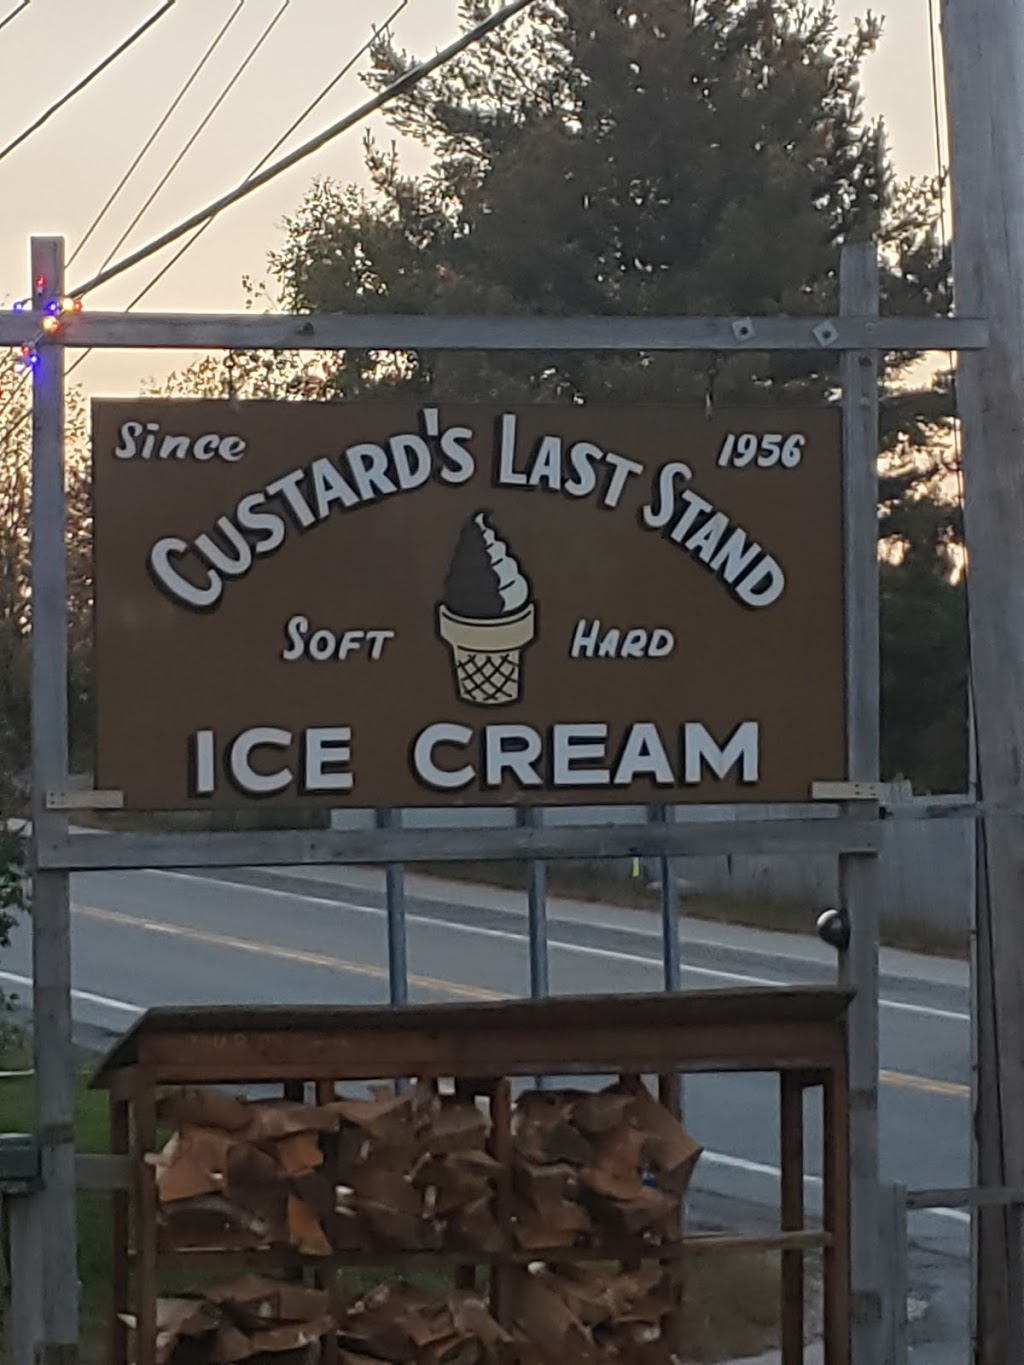 Since 1956
CUSTARD'S LAST STAND
SOFT HARD
ICE CREAM